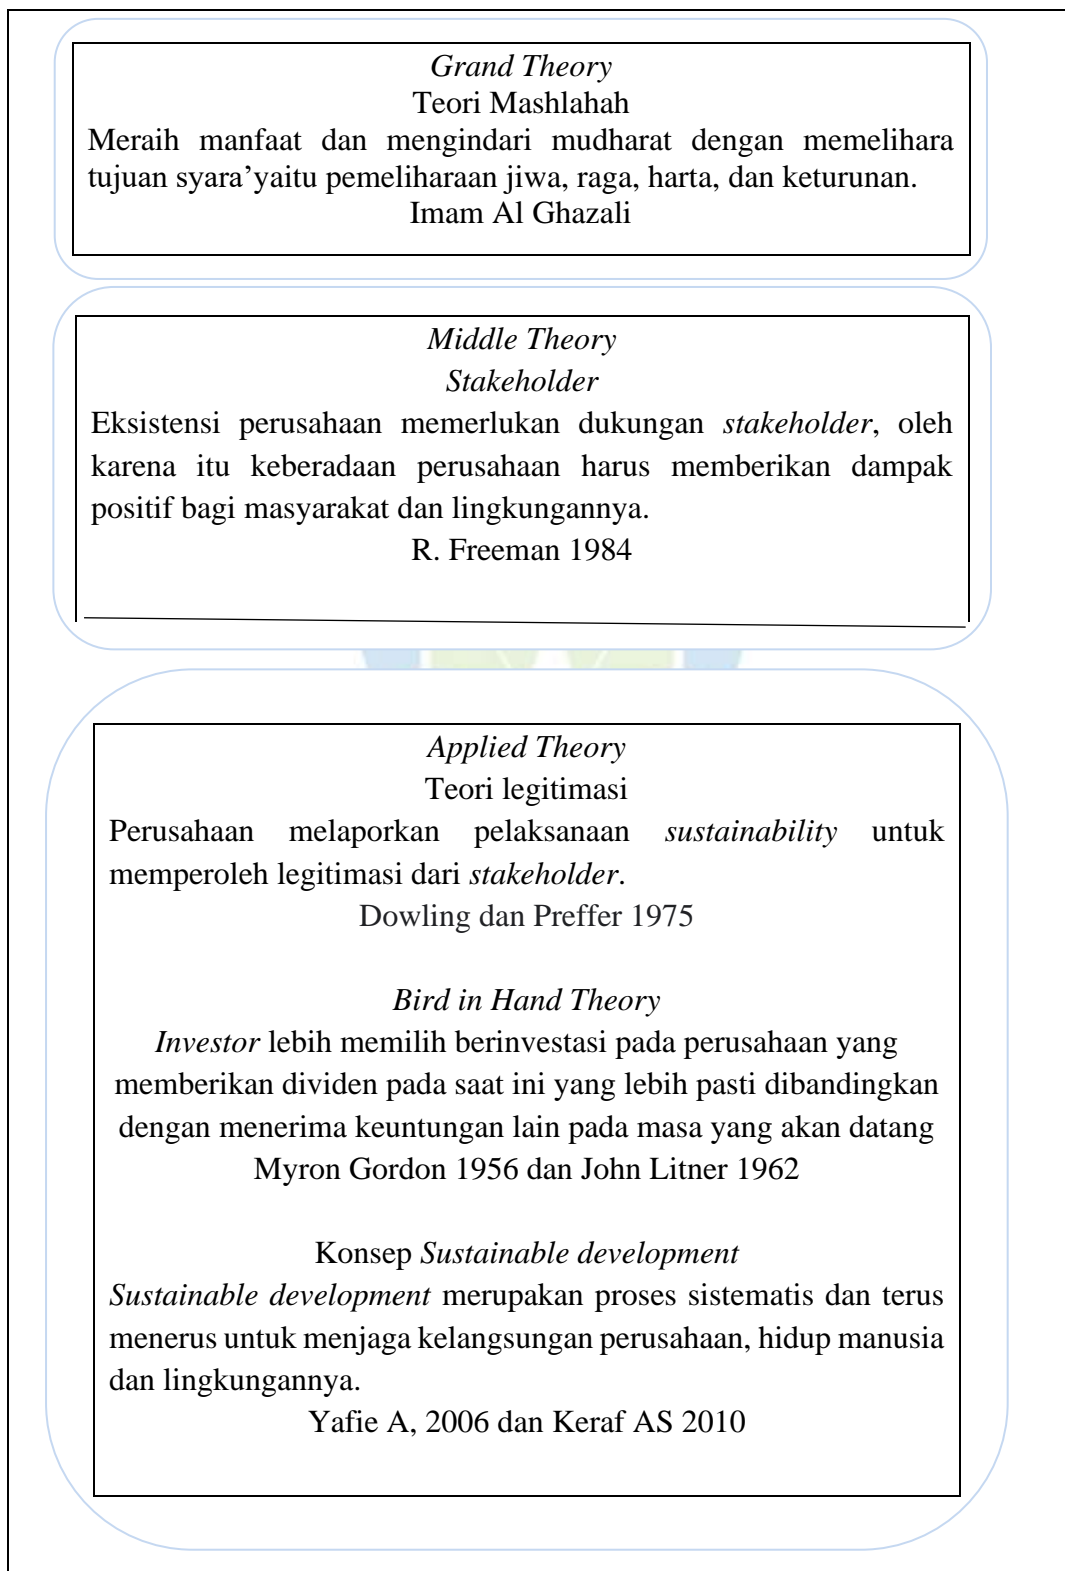 Grand Theory
Teori Mashlahah
Meraih manfaat dan mengindari mudharat dengan memelihara
tujuan syara’yaitu pemeliharaan jiwa, raga, harta, dan keturunan.
Imam Al Ghazali
Middle Theory
Stakeholder
Eksistensi perusahaan memerlukan dukungan stakeholder, oleh
karena itu keberadaan perusahaan harus memberikan dampak
positif bagi masyarakat dan lingkungannya.
R. Freeman 1984
Applied Theory
Teori legitimasi
Perusahaan melaporkan pelaksanaan sustainability untuk
memperoleh legitimasi dari stakeholder.
Dowling dan Preffer 1975
Bird in Hand Theory
Investor lebih memilih berinvestasi pada perusahaan yang
memberikan dividen pada saat ini yang lebih pasti dibandingkan
dengan menerima keuntungan lain pada masa yang akan datang
Myron Gordon 1956 dan John Litner 1962
Konsep Sustainable development
Sustainable development merupakan proses sistematis dan terus
menerus untuk menjaga kelangsungan perusahaan, hidup manusia
dan lingkungannya.
Yafie A, 2006 dan Keraf AS 2010